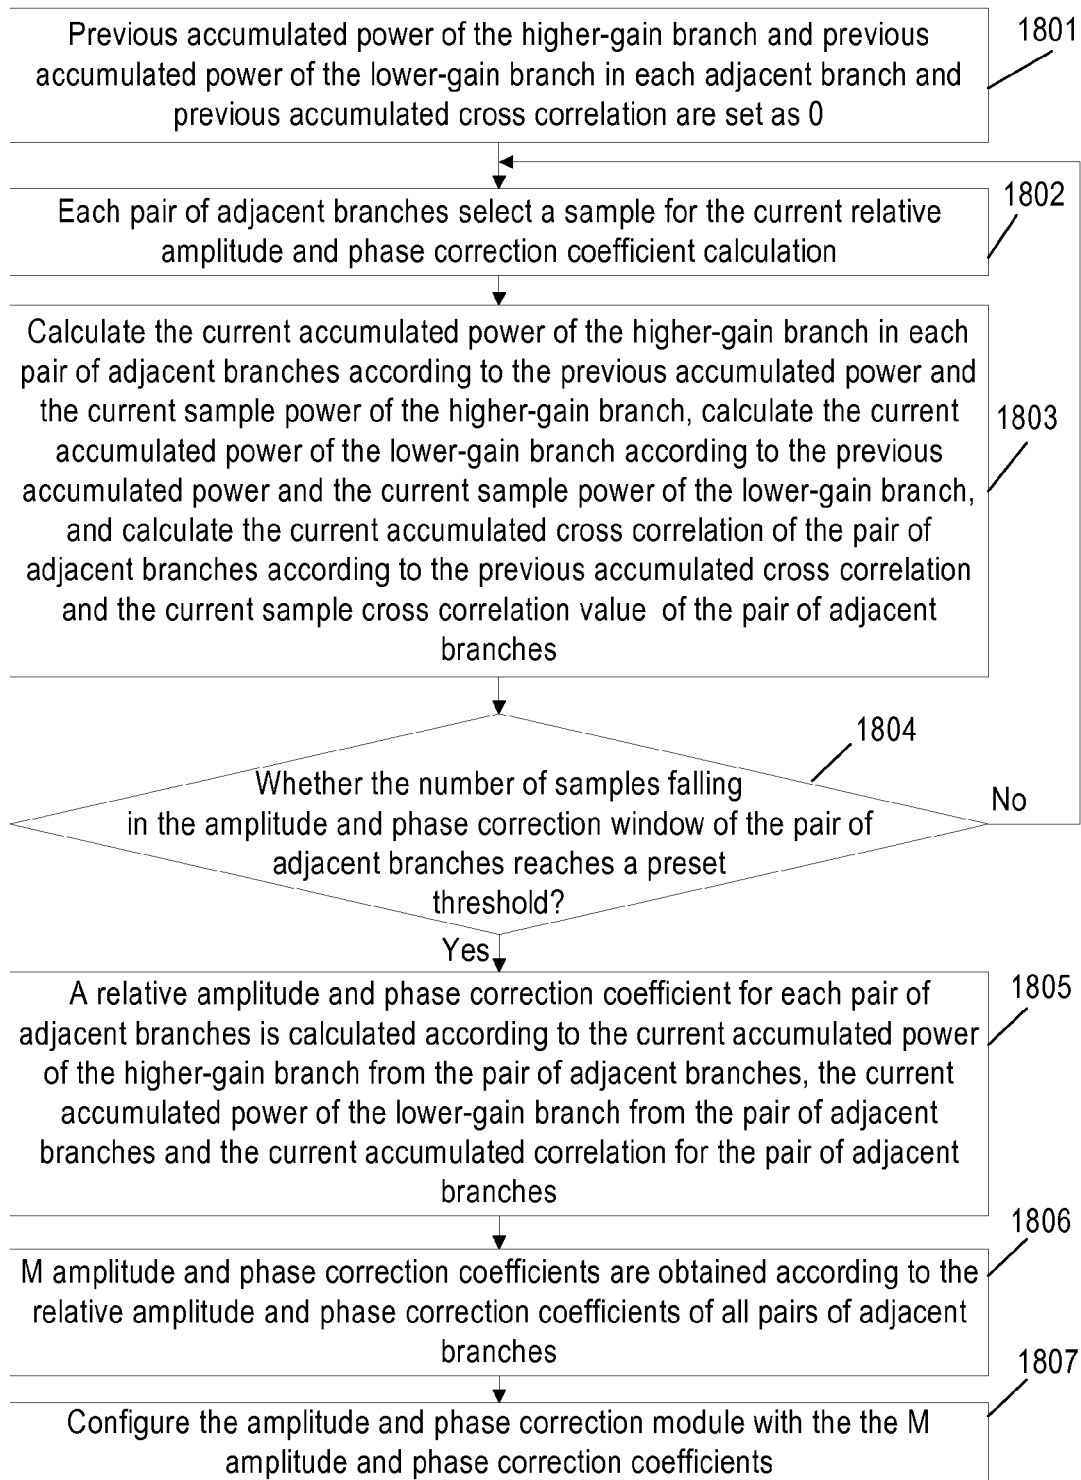 Previous accumulated power of the higher-gain branch and previous
accumulated power of the lower-gain branch in each adjacent branch and
previous accumulated cross correlation are set as 0
1801
Each pair of adjacent branches select a sample for the current relative
amplitude and phase correction coefficient calculation
1802
Calculate the current accumulated power of the higher-gain branch in each
pair of adjacent branches according to the previous accumulated power and
the current sample power of the higher-gain branch, calculate the current
accumulated power of the lower-gain branch according to the previous
accumulated power and the current sample power of the lower-gain branch,
and calculate the current accumulated cross correlation of the pair of
adjacent branches according to the previous accumulated cross correlation
and the current sample cross correlation value of the pair of adjacent
branches
1803
1804
Whether the number of samples falling
in the amplitude and phase correction window of the pair of
adjacent branches reaches a preset
threshold?
No
Yes
A relative amplitude and phase correction coefficient for each pair of
adjacent branches is calculated according to the current accumulated power
of the higher-gain branch from the pair of adjacent branches, the current
accumulated power of the lower-gain branch from the pair of adjacent
branches and the current accumulated correlation for the pair of adjacent
branches
1805
M amplitude and phase correction coefficients are obtained according to the
relative amplitude and phase correction coefficients of all pairs of adjacent
branches
1806
Configure the amplitude and phase correction module with the the M
amplitude and phase correction coefficients
1807